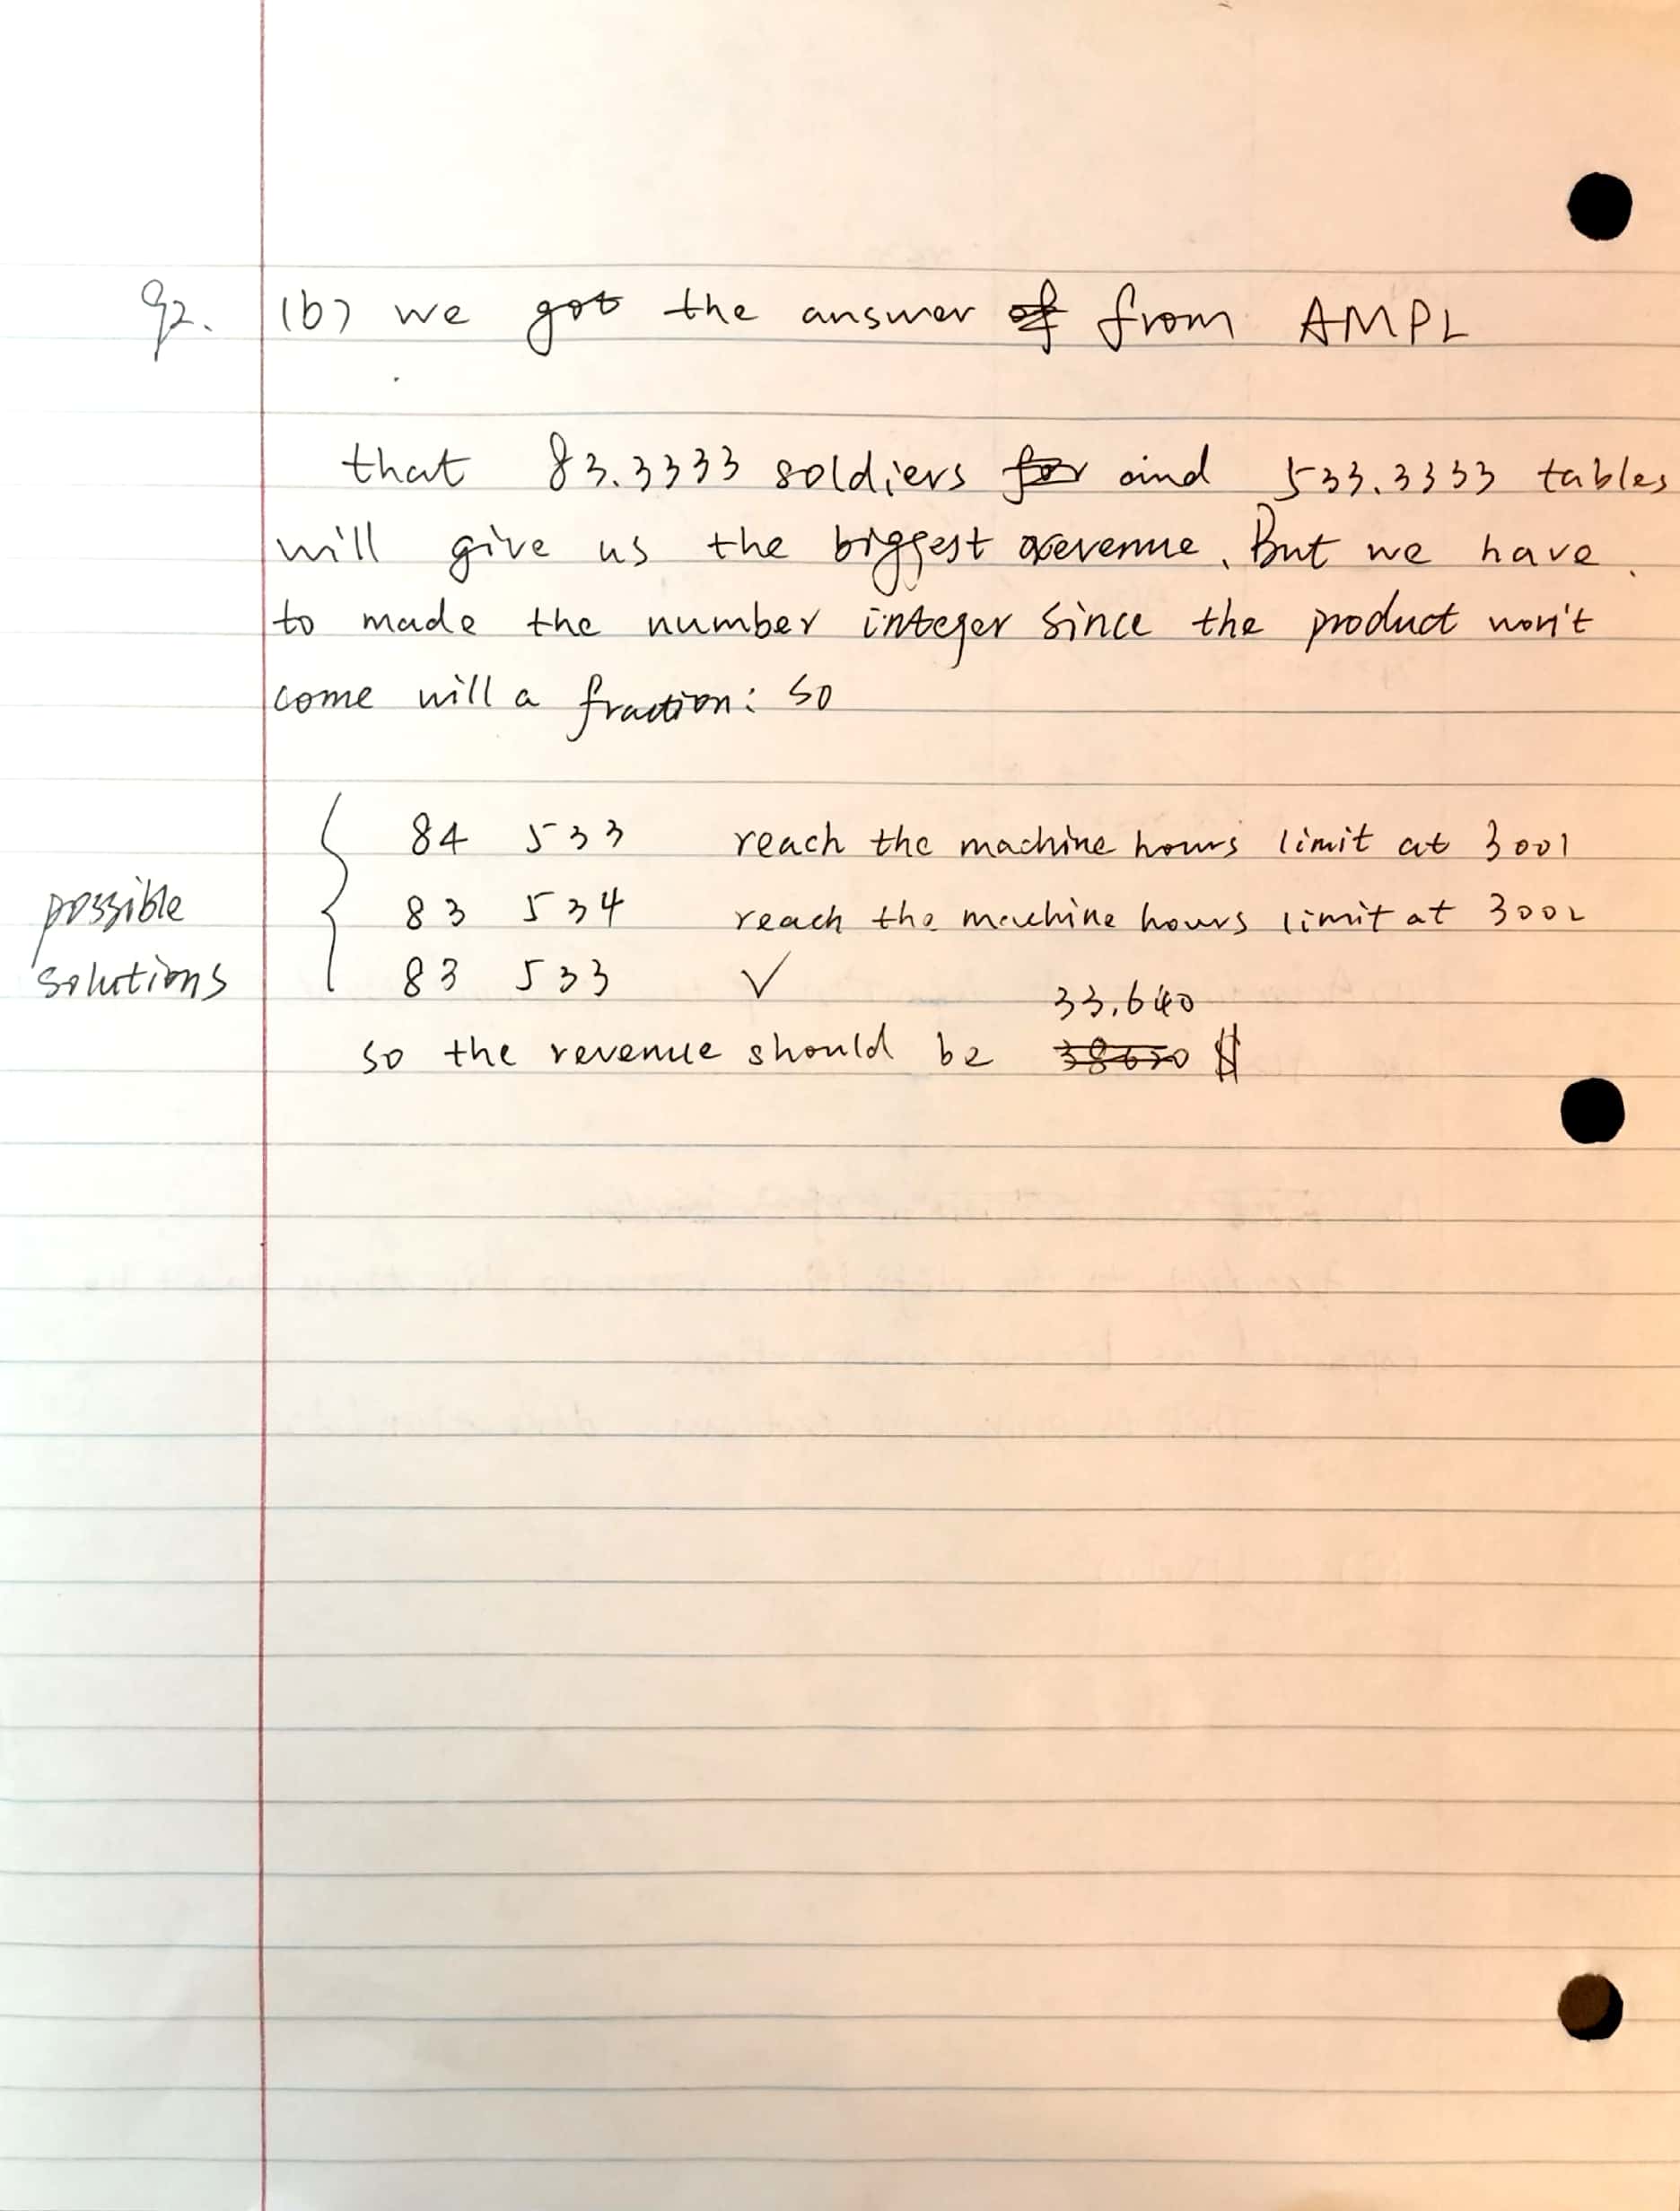 Q2. (b) we got the answer of from AMPL
that 83.3333 soldiers for and 533.3333 tables
will give us the biggest revenue. But we have
to made the number integer since the product won't
come will a fraction: so
84 533 reach the machine hours limit at 3001
possible 83 534 reach the machine hours limit at 3002
solutions 83 533 ✓
33,640
so the revenue should be 38650 $